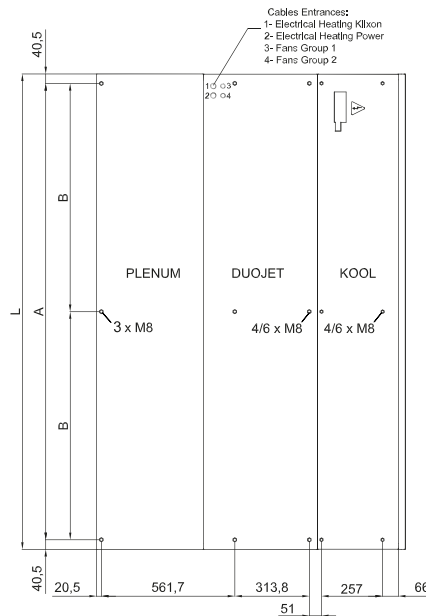 Cables Entrances:
1- Electrical Heating Klixon
2- Electrical Heating Power
3- Fans Group 1
4- Fans Group 2
40,5
1 3
2 4
B
PLENUM
DUOJET
KOOL
L
A
3 x M8
4/6 x M8
4/6 x M8
B
40,5
20,5
561,7
313,8
51
257
66